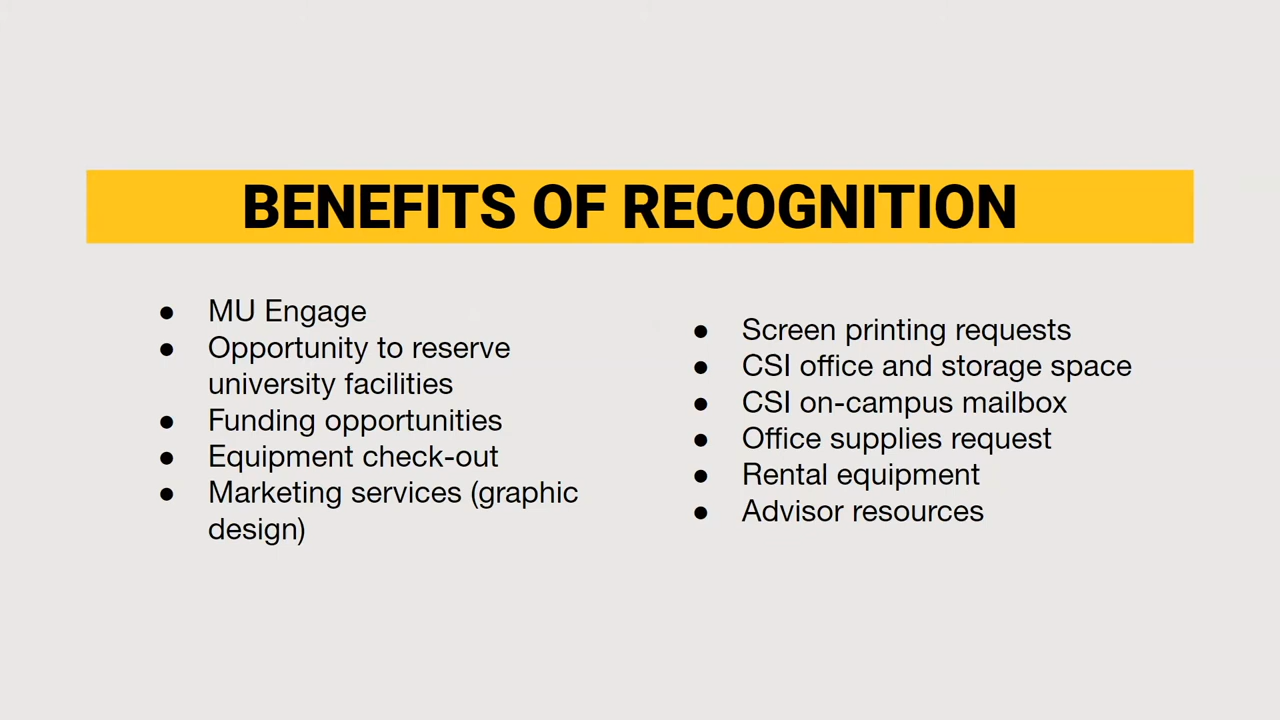 BENEFITS OF RECOGNITION
● MU Engage
● Opportunity to reserve
university facilities
● Funding opportunities
● Equipment check-out
● Marketing services (graphic
design)
● Screen printing requests
● CSI office and storage space
● CSI on-campus mailbox
● Office supplies request
● Rental equipment
● Advisor resources